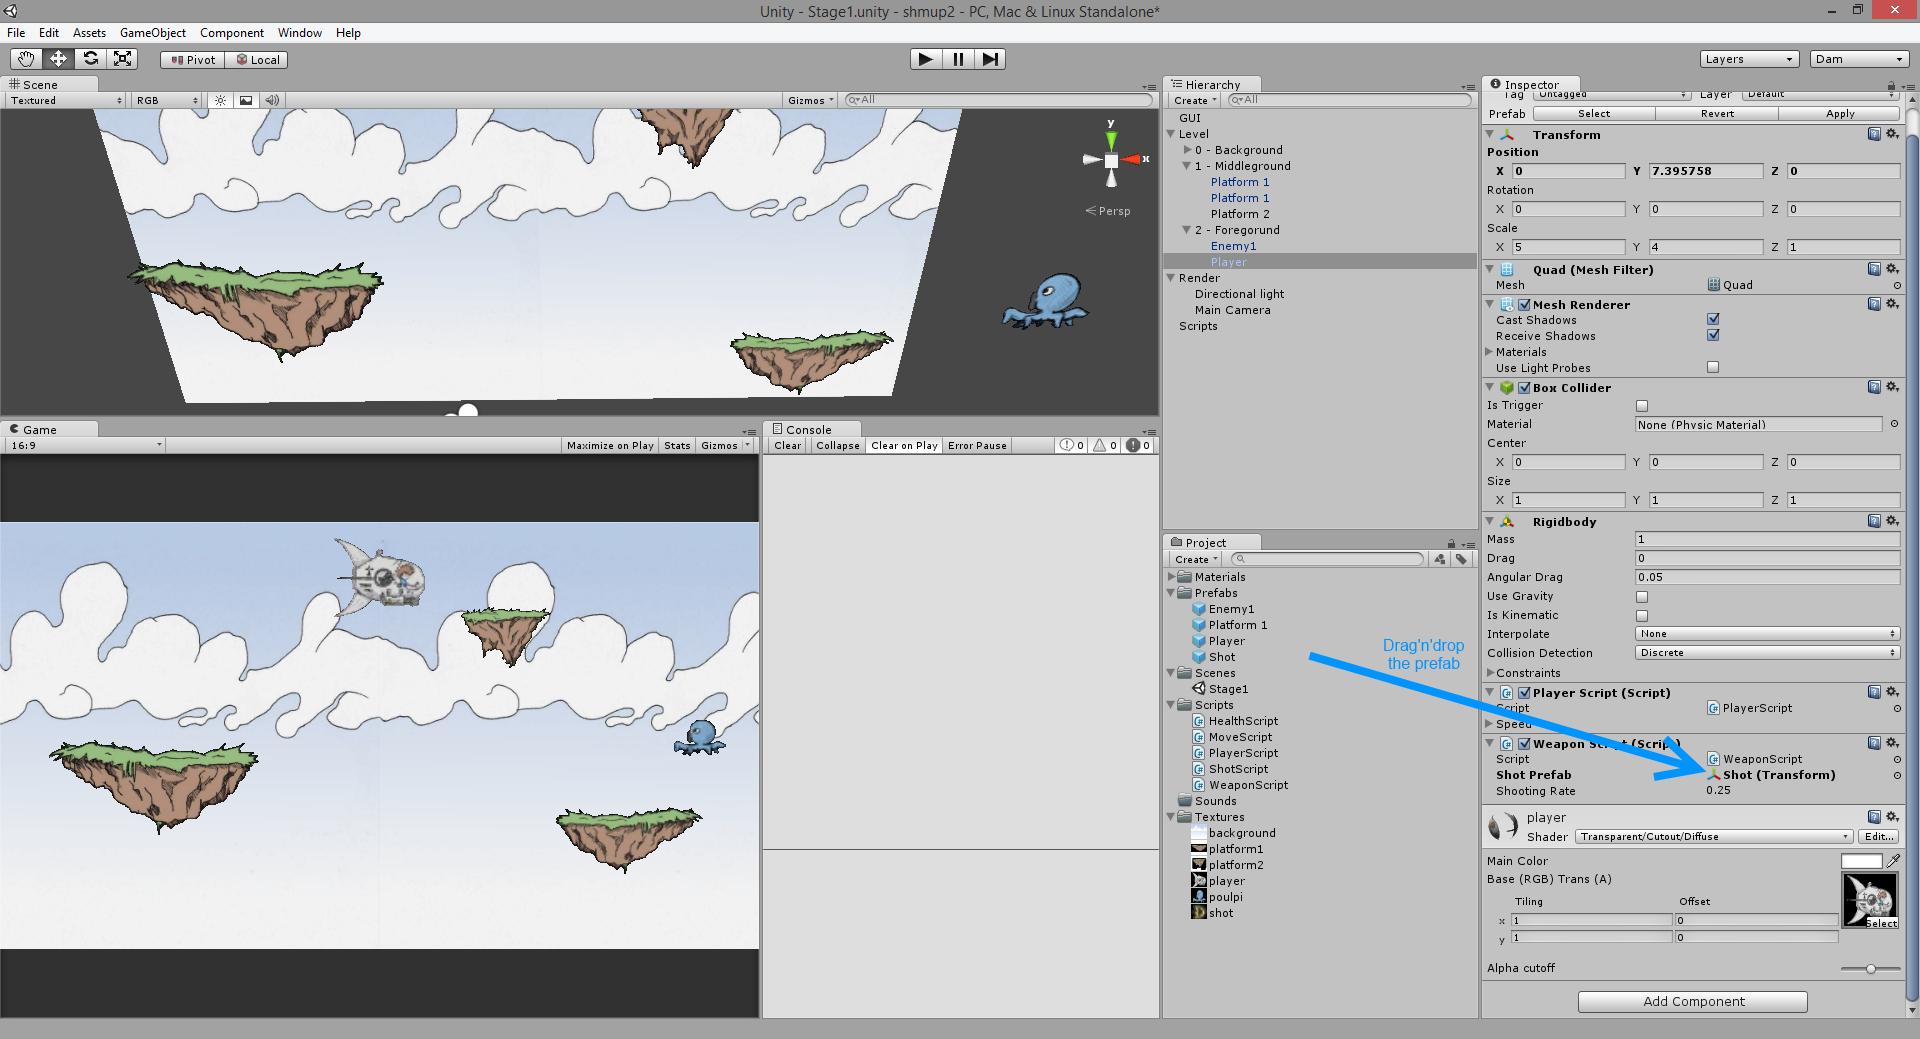 Unity - Stage1.unity - shmup2 - PC, Mac & Linux Standalone*
File Edit Assets GameObject Component Window Help
Pivot Local Layers Dam
Scene
Textured RGB Gizmos All
y
x
Persp
Game
16:9 Maximize on Play Stats Gizmos
Console
Clear Collapse Clear on Play Error Pause 0 0 0
Hierarchy
Create All
GUI
Level
0 - Background
1 - Middleground
Platform 1
Platform 1
Platform 2
2 - Foregorund
Enemy1
Player
Render
Directional light
Main Camera
Scripts
Project
Create
Materials
Prefabs
Enemy1
Platform 1
Player
Shot
Scenes
Stage1
Scripts
HealthScript
MoveScript
PlayerScript
ShotScript
WeaponScript
Sounds
Textures
background
platform1
platform2
player
poulpi
shot
Drag'n'drop
the prefab
Inspector
Tag Untagged Layer Default
Prefab Select Revert Apply
Transform
Position
X 0 Y 7.395758 Z 0
Rotation
X 0 Y 0 Z 0
Scale
X 5 Y 4 Z 1
Quad (Mesh Filter)
Mesh Quad
Mesh Renderer
Cast Shadows
Receive Shadows
Materials
Use Light Probes
Box Collider
Is Trigger
Material None (Physic Material)
Center
X 0 Y 0 Z 0
Size
X 1 Y 1 Z 1
Rigidbody
Mass 1
Drag 0
Angular Drag 0.05
Use Gravity
Is Kinematic
Interpolate None
Collision Detection Discrete
Constraints
Player Script (Script)
Script PlayerScript
Speed
Weapon Script (Script)
Script WeaponScript
Shot Prefab Shot (Transform)
Shooting Rate 0.25
player
Shader Transparent/Cutout/Diffuse Edit...
Main Color
Base (RGB) Trans (A)
Tiling Offset
x 1 0
y 1 0
Select
Alpha cutoff
Add Component